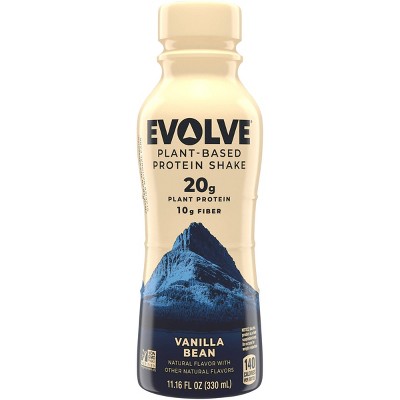 EVOLVE
PLANT-BASED
PROTEIN SHAKE
20g
PLANT PROTEIN
10g FIBER
VANILLA
BEAN
NATURAL FLAVOR WITH
OTHER NATURAL FLAVORS
11.16 FL OZ (330 mL)
140
CALORIES